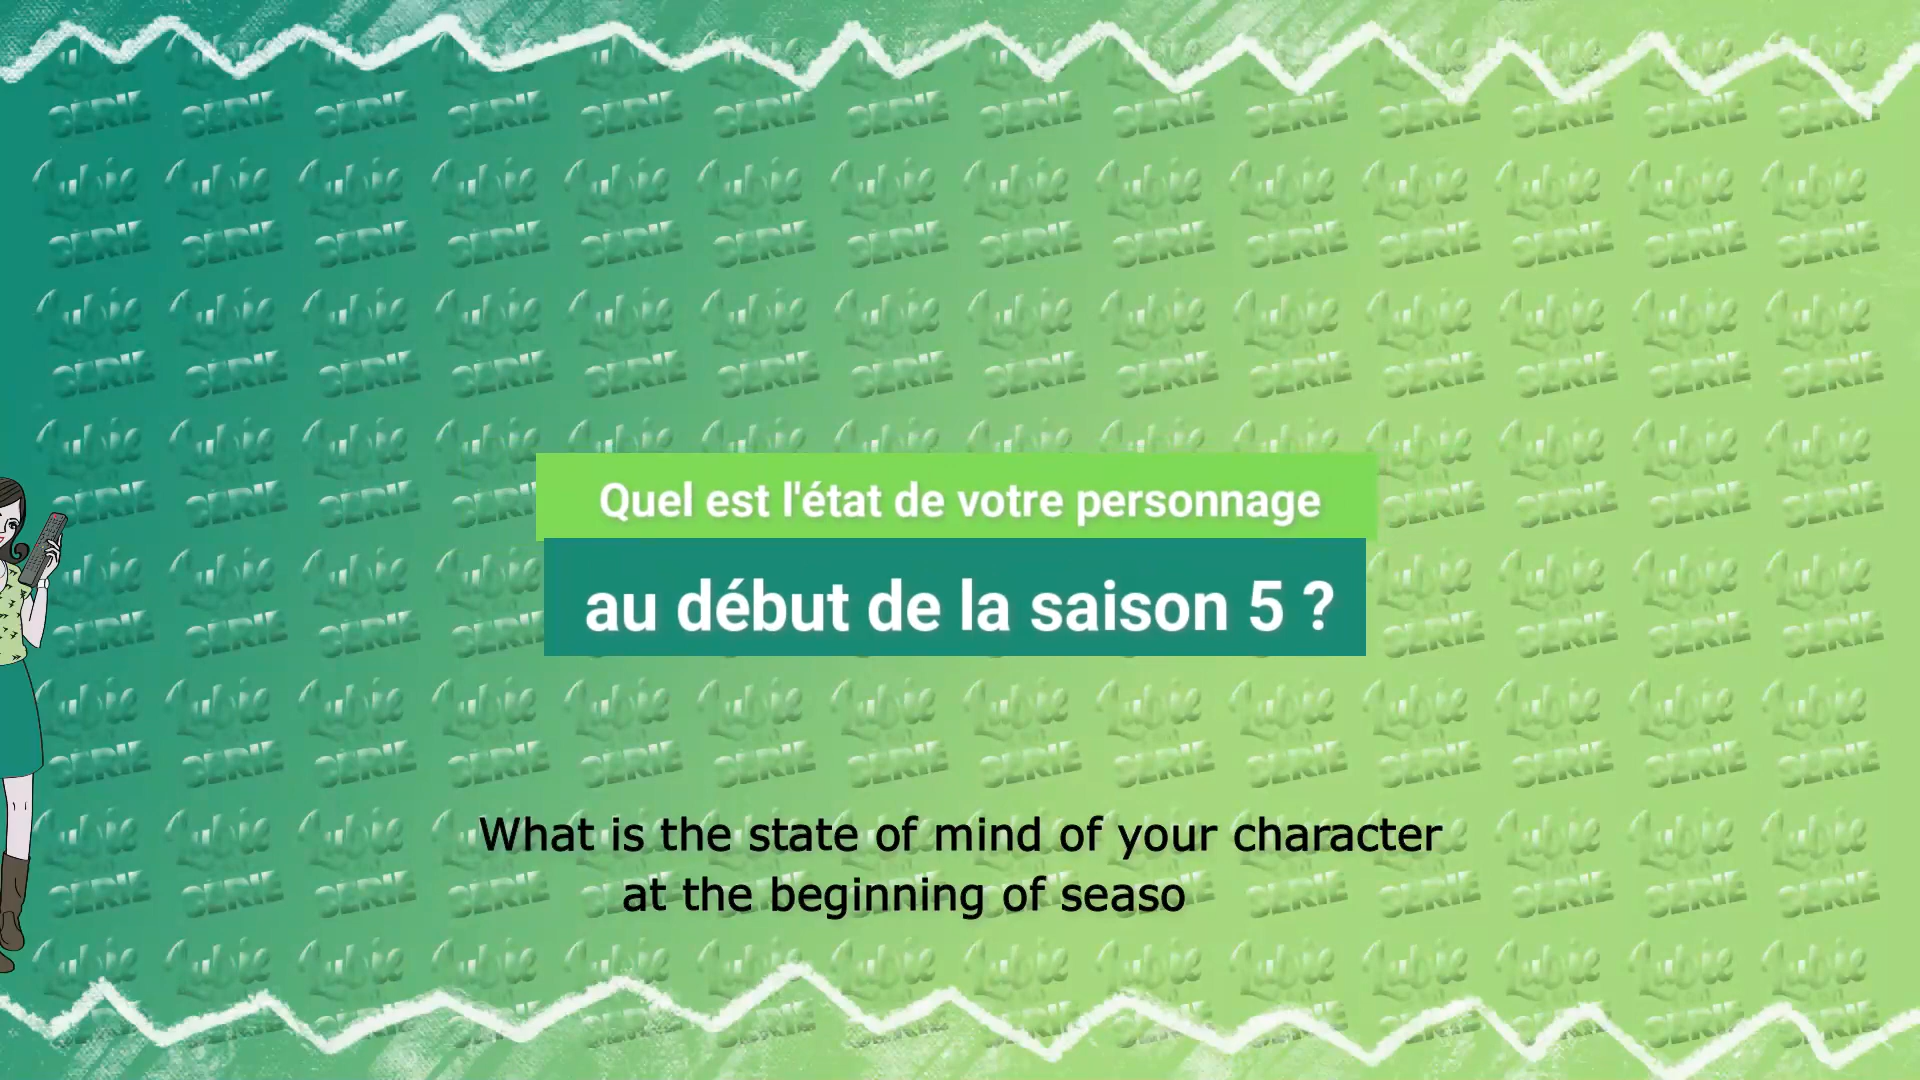 Quel est l'état de votre personnage
au début de la saison 5 ?
What is the state of mind of your character
at the beginning of seaso